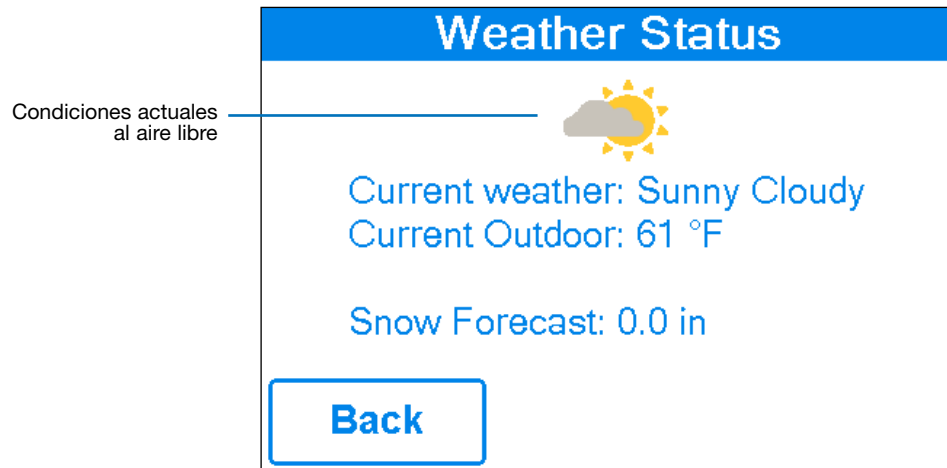 Weather Status
Condiciones actuales
al aire libre
Current weather: Sunny Cloudy
Current Outdoor: 61 °F
Snow Forecast: 0.0 in
Back